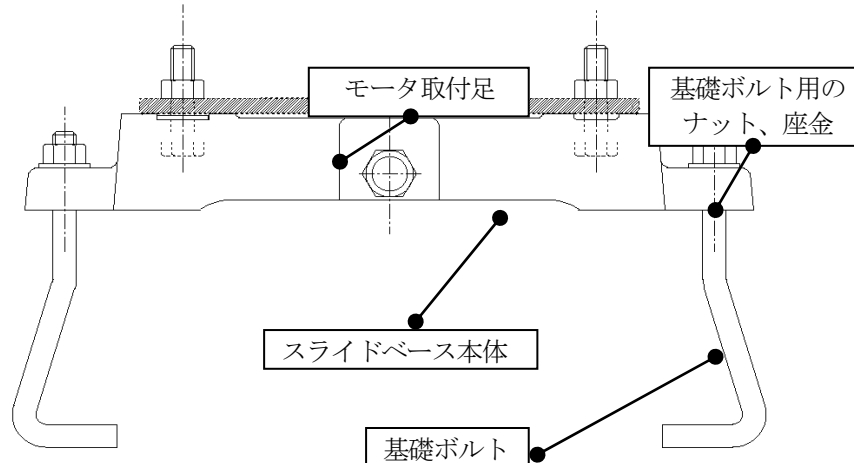 モータ取付足
基礎ボルト用の
ナット、座金
スライドベース本体
基礎ボルト